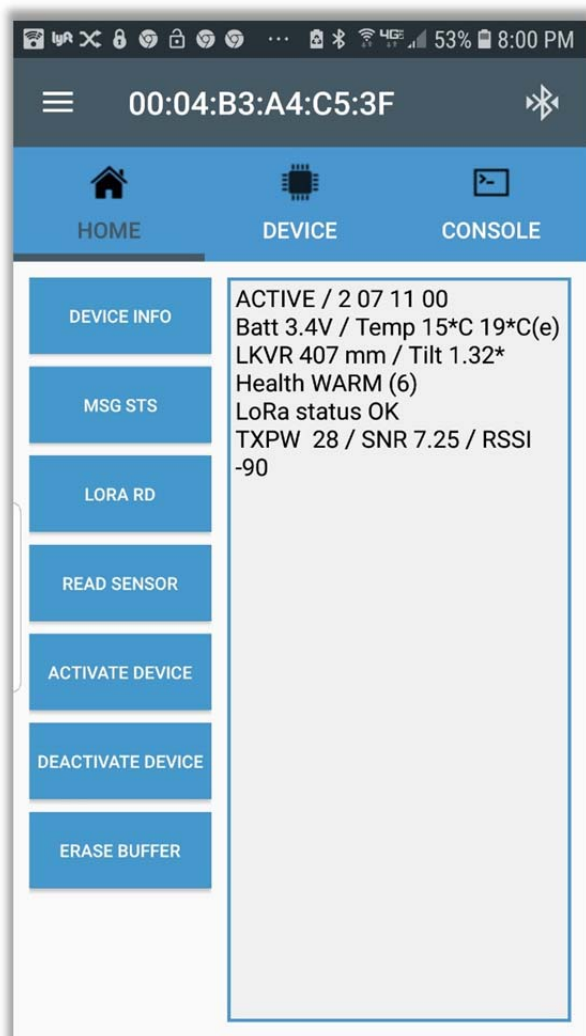 lyft 4GE 53% 8:00 PM
00:04:B3:A4:C5:3F
HOME DEVICE CONSOLE
DEVICE INFO
MSG STS
LORA RD
READ SENSOR
ACTIVATE DEVICE
DEACTIVATE DEVICE
ERASE BUFFER
ACTIVE / 2 07 11 00
Batt 3.4V / Temp 15*C 19*C(e)
LKVR 407 mm / Tilt 1.32*
Health WARM (6)
LoRa status OK
TXPW 28 / SNR 7.25 / RSSI
-90